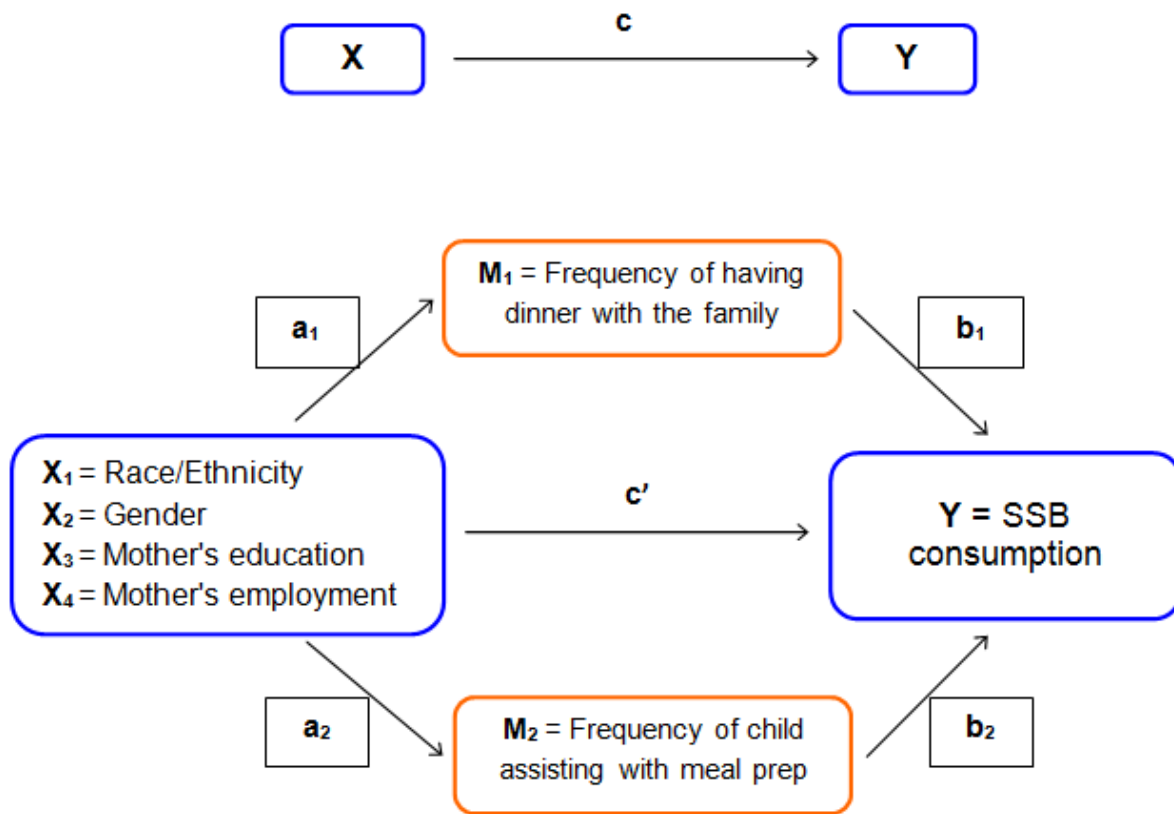 c
X
Y
M₁ = Frequency of having
dinner with the family
a₁
b₁
X₁ = Race/Ethnicity
X₂ = Gender
X₃ = Mother's education
X₄ = Mother's employment
c’
Y = SSB
consumption
a₂
M₂ = Frequency of child
assisting with meal prep
b₂